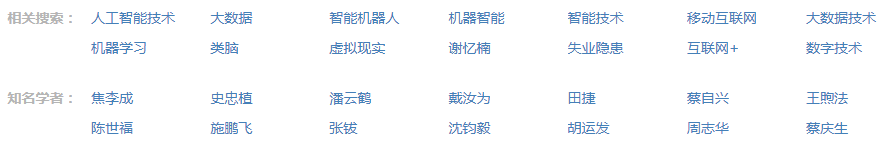 相关搜索： 人工智能技术 大数据 智能机器人 机器智能 智能技术 移动互联网 大数据技术
机器学习 类脑 虚拟现实 谢忆楠 失业隐患 互联网+ 数字技术
知名学者： 焦李成 史忠植 潘云鹤 戴汝为 田捷 蔡自兴 王煦法
陈世福 施鹏飞 张钹 沈钧毅 胡运发 周志华 蔡庆生